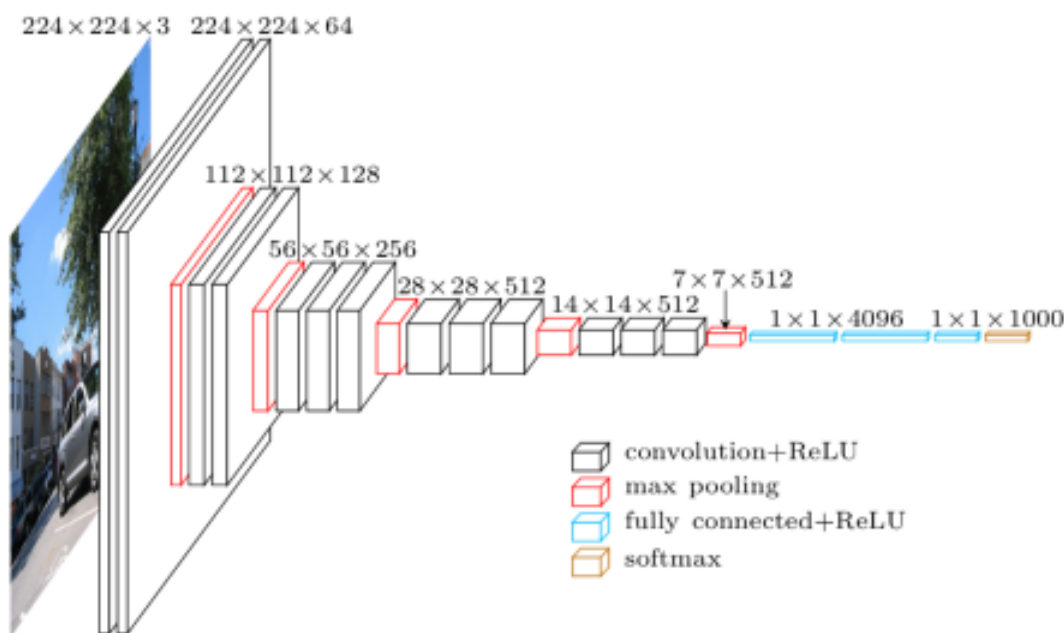 224×224×3
224×224×64
112×112×128
56×56×256
28×28×512
14×14×512
7×7×512
1×1×4096
1×1×1000
convolution+ReLU
max pooling
fully connected+ReLU
softmax